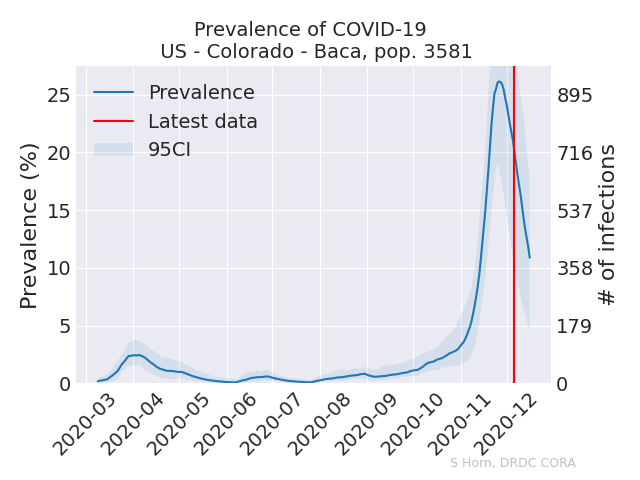 Prevalence of COVID-19
US - Colorado - Baca, pop. 3581
Prevalence
Latest data
95CI
Prevalence (%)
25
20
15
10
5
0
895
716
537
358
179
0
# of infections
2020-03
2020-04
2020-05
2020-06
2020-07
2020-08
2020-09
2020-10
2020-11
2020-12
S Horn, DRDC CORA